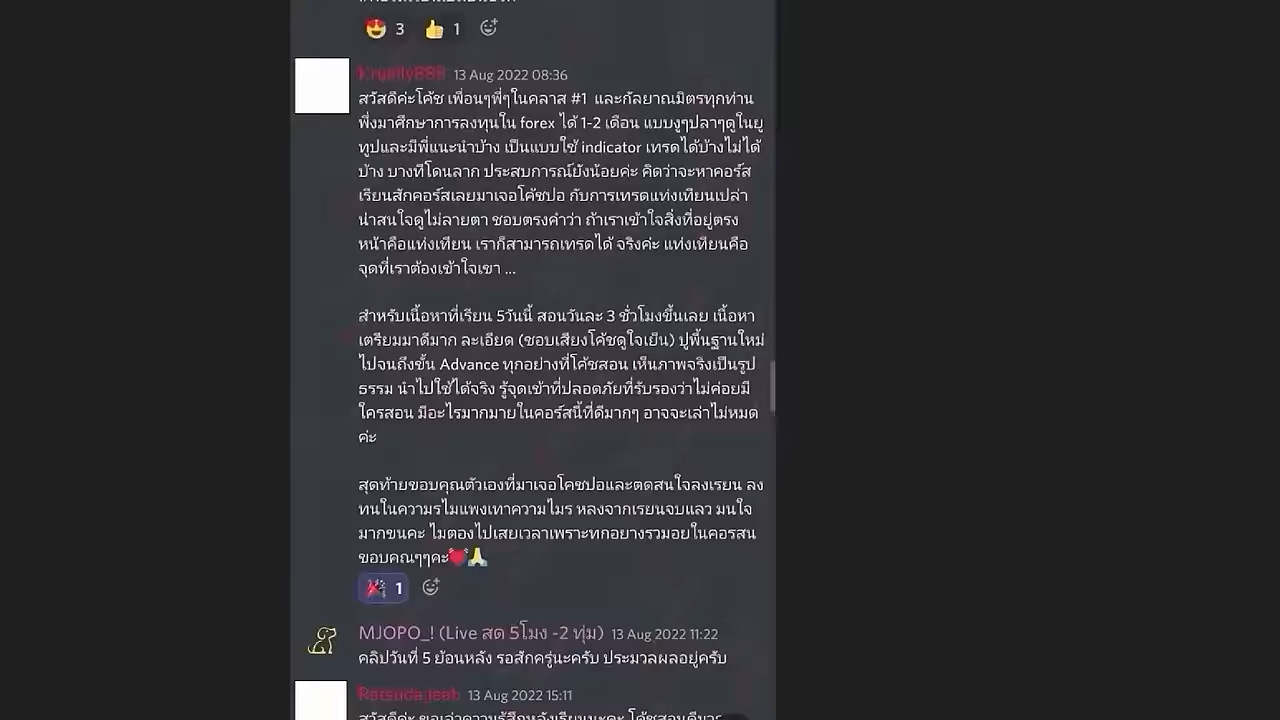 3 1
13 Aug 2022 08:36
สวัสดีค่ะโค้ช เพื่อนๆพี่ๆในคลาส #1 และกัลยาณมิตรทุกท่าน
พึ่งมาศึกษาการลงทุนใน forex ได้ 1-2 เดือน แบบงูๆปลาๆดูในยู
ทูปและมีพี่แนะนำบ้าง เป็นแบบใช้ indicator เทรดได้บ้างไม่ได้
บ้าง บางทีโดนลาก ประสบการณ์ยังน้อยค่ะ คิดว่าจะหาคอร์ส
เรียนสักคอร์สเลยมาเจอโค้ชปอ กับการเทรดแท่งเทียนเปล่า
น่าสนใจดูไม่ลายตา ชอบตรงคำว่า ถ้าเราเข้าใจสิ่งที่อยู่ตรง
หน้าคือแท่งเทียน เราก็สามารถเทรดได้ จริงค่ะ แท่งเทียนคือ
จุดที่เราต้องเข้าใจเขา ...
สำหรับเนื้อหาที่เรียน 5วันนี้ สอนวันละ 3 ชั่วโมงขึ้นเลย เนื้อหา
เตรียมมาดีมาก ละเอียด (ชอบเสียงโค้ชดูใจเย็น) ปูพื้นฐานใหม่
ไปจนถึงขั้น Advance ทุกอย่างที่โค้ชสอน เห็นภาพจริงเป็นรูป
ธรรม นำไปใช้ได้จริง รู้จุดเข้าที่ปลอดภัยที่รับรองว่าไม่ค่อยมี
ใครสอน มีอะไรมากมายในคอร์สนี้ที่ดีมากๆ อาจจะเล่าไม่หมด
ค่ะ
สุดท้ายขอบคุณตัวเองที่มาเจอโคชปอและตดสนใจลงเรียน ลง
ทนในความรไมแพงเทาความไมร หลงจากเรยนจบแลว มนใจ
มากขนคะ ไมตองไปเสยเวลาเพราะทกอยางรวมอยในคอรสน
ขอบคณๆๆคะ
1
MJOPO_! (Live สด 5โมง -2 ทุ่ม) 13 Aug 2022 11:22
คลิปวันที่ 5 ย้อนหลัง รอสักครู่นะครับ ประมวลผลอยู่ครับ
13 Aug 2022 15:11